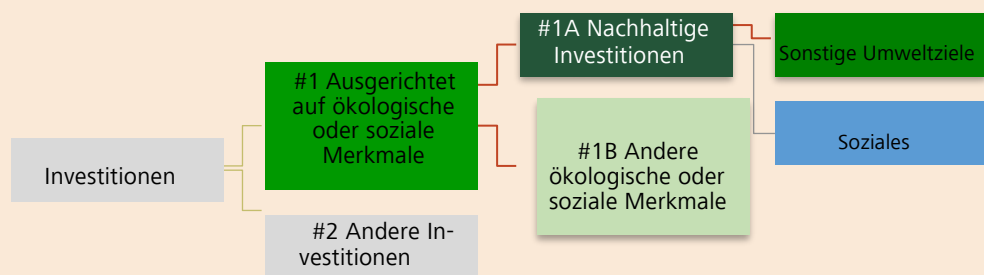 Investitionen
#1 Ausgerichtet
auf ökologische
oder soziale
Merkmale
#2 Andere In-
vestitionen
#1A Nachhaltige
Investitionen
#1B Andere
ökologische oder
soziale Merkmale
Sonstige Umweltziele
Soziales